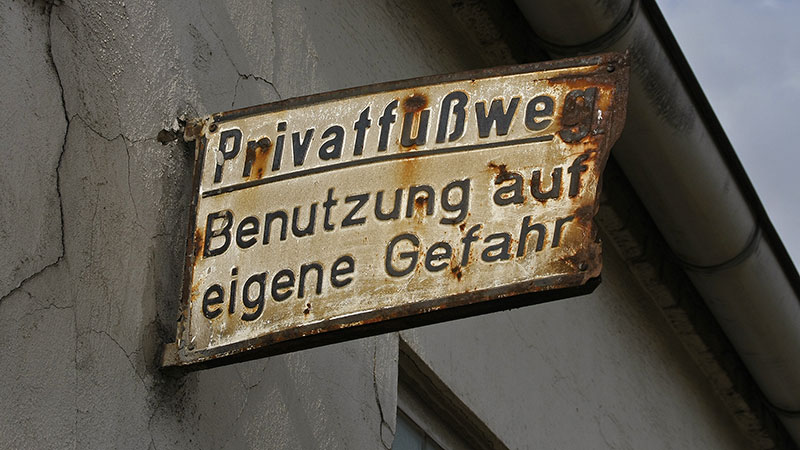 Privatfußweg
Benutzung auf
eigene Gefahr